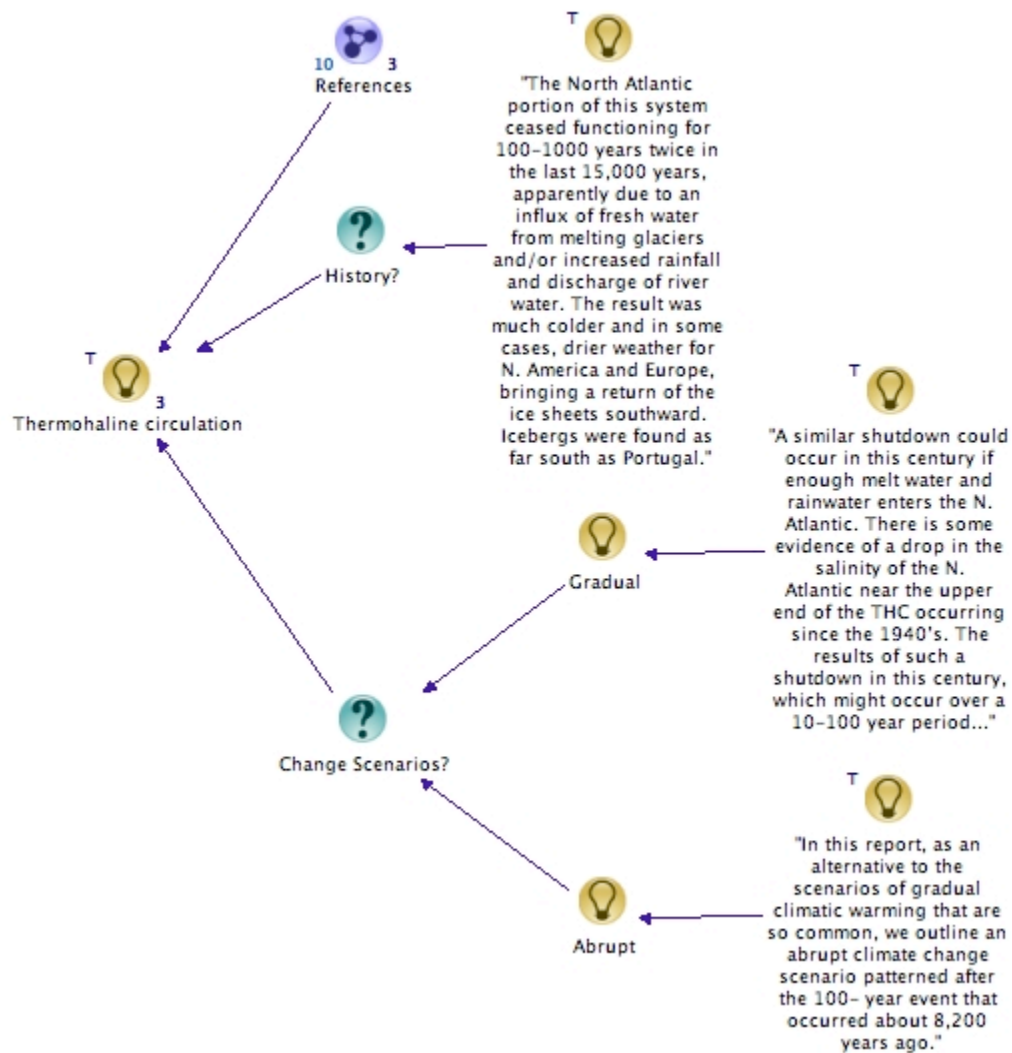 T
10 3
References
"The North Atlantic
portion of this system
ceased functioning for
100-1000 years twice in
the last 15,000 years,
apparently due to an
influx of fresh water
from melting glaciers
and/or increased rainfall
and discharge of river
water. The result was
much colder and in some
cases, drier weather for
N. America and Europe,
bringing a return of the
ice sheets southward.
Icebergs were found as
far south as Portugal."
?
History?
T
3
Thermohaline circulation
T
"A similar shutdown could
occur in this century if
enough melt water and
rainwater enters the N.
Atlantic. There is some
evidence of a drop in the
salinity of the N.
Atlantic near the upper
end of the THC occurring
since the 1940's. The
results of such a
shutdown in this century,
which might occur over a
10-100 year period..."
Gradual
?
Change Scenarios?
T
"In this report, as an
alternative to the
scenarios of gradual
climatic warming that are
so common, we outline an
abrupt climate change
scenario patterned after
the 100- year event that
occurred about 8,200
years ago."
Abrupt